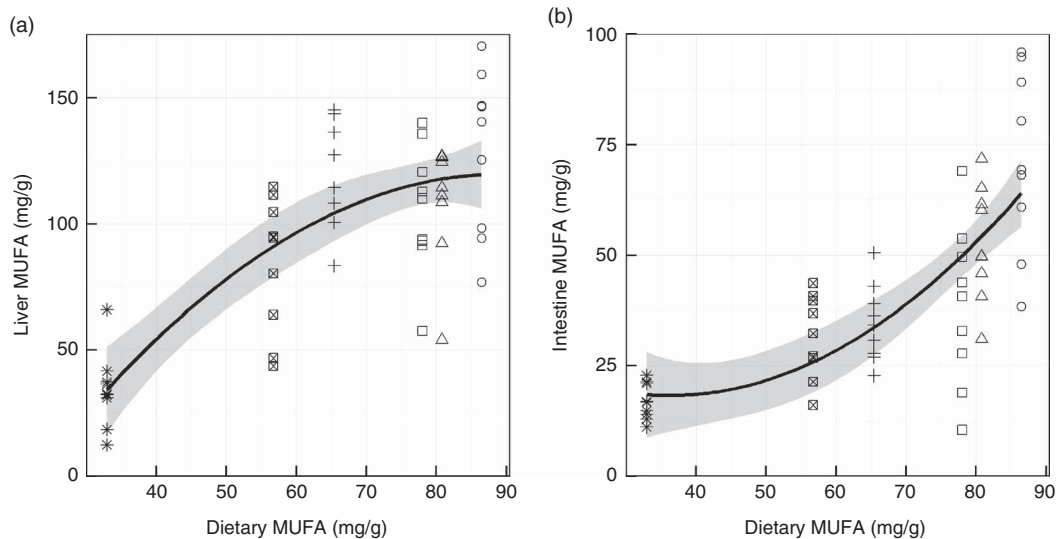 (a)
Liver MUFA (mg/g)
150
100
50
0
40 50 60 70 80 90
Dietary MUFA (mg/g)
(b)
Intestine MUFA (mg/g)
100
75
50
25
0
40 50 60 70 80 90
Dietary MUFA (mg/g)